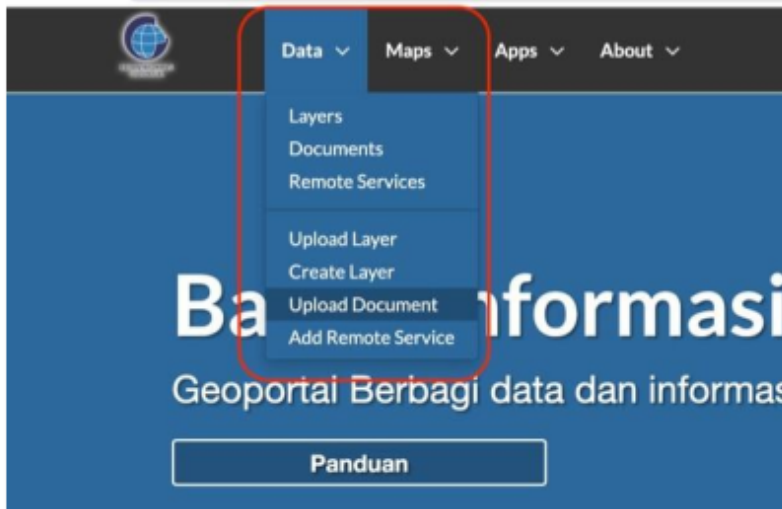 Data Maps Apps About
Layers
Documents
Remote Services
Upload Layer
Create Layer
Upload Document
Add Remote Service
Ba nformasi
Geoportal Berbagi data dan informas
Panduan